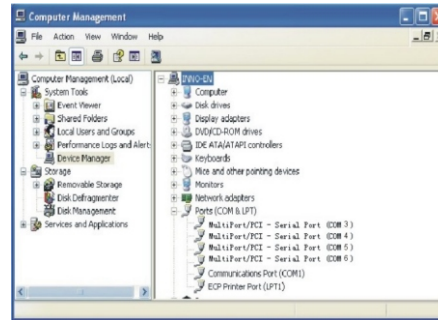 Computer Management
File Action View Window Help
Computer Management (Local)
System Tools
Event Viewer
Shared Folders
Local Users and Groups
Performance Logs and Alert:
Device Manager
Storage
Removable Storage
Disk Defragmenter
Disk Management
Services and Applications
INNO-EN
Computer
Disk drives
Display adapters
DVD/CD-ROM drives
IDE ATA/ATAPI controllers
Keyboards
Mice and other pointing devices
Monitors
Network adapters
Ports (COM & LPT)
MultiPort/PCI - Serial Port (COM 3)
MultiPort/PCI - Serial Port (COM 4)
MultiPort/PCI - Serial Port (COM 5)
MultiPort/PCI - Serial Port (COM 6)
Communications Port (COM1)
ECP Printer Port (LPT1)